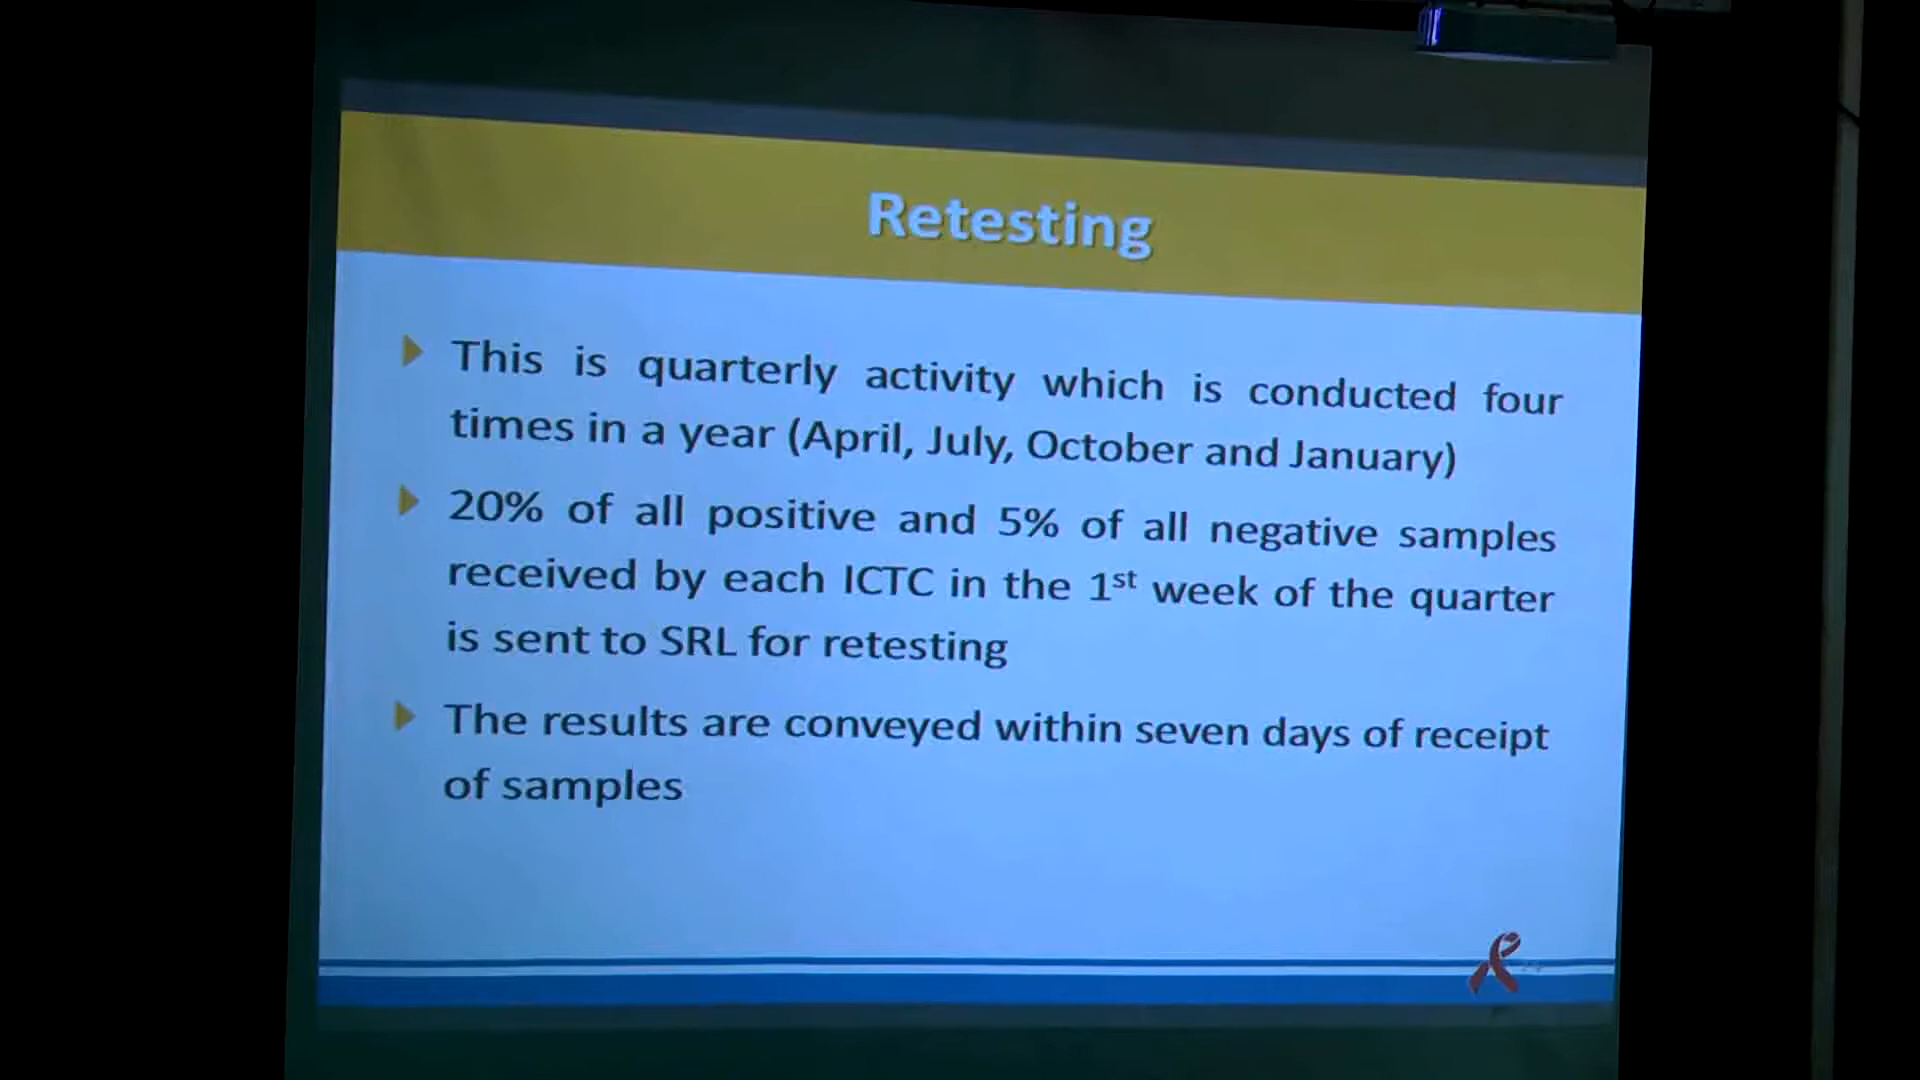 Retesting
This is quarterly activity which is conducted four
times in a year (April, July, October and January)
20% of all positive and 5% of all negative samples
received by each ICTC in the 1st week of the quarter
is sent to SRL for retesting
The results are conveyed within seven days of receipt
of samples